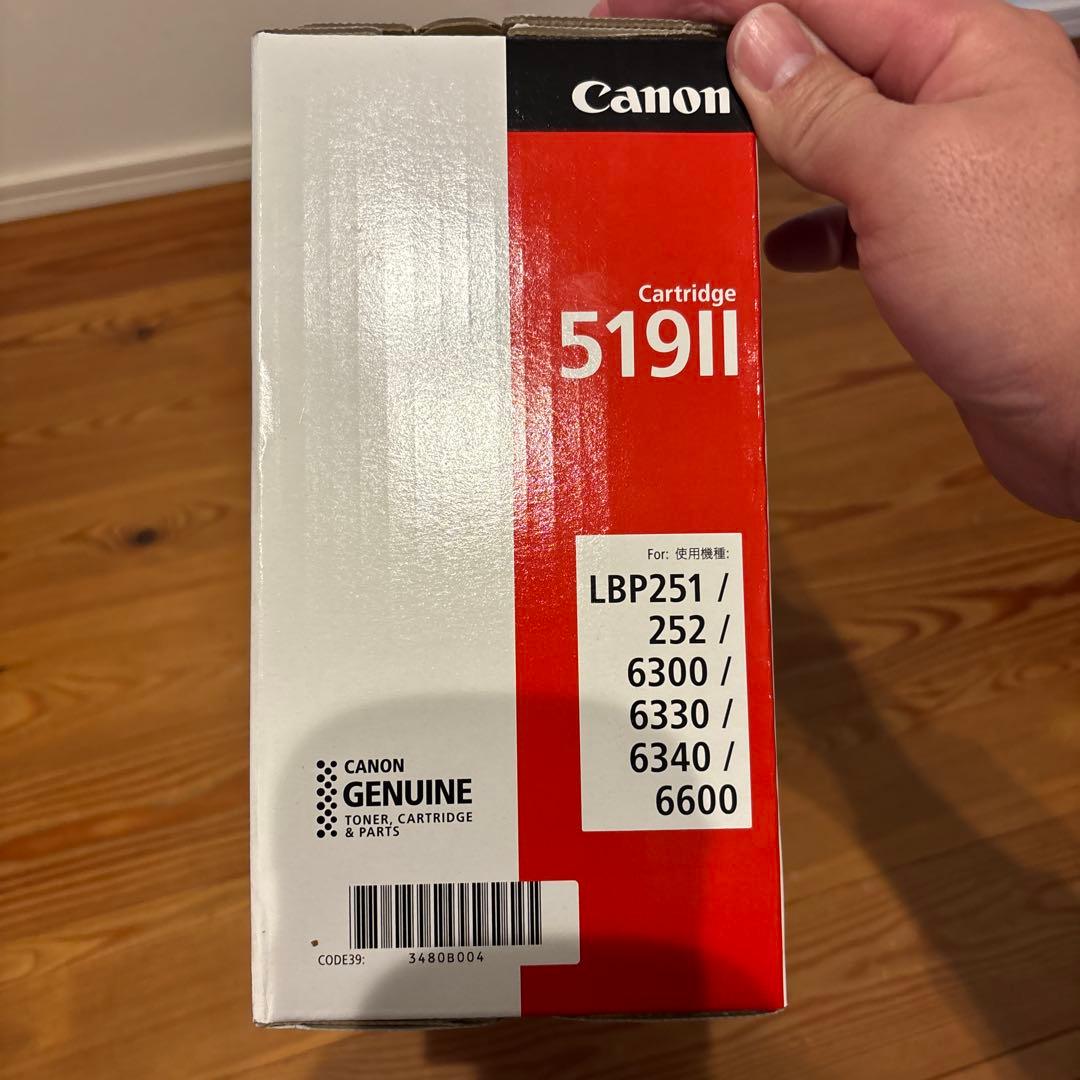 Canon
Cartridge
519II
For: 使用機種:
LBP251 /
252 /
6300 /
6330 /
6340 /
6600
CANON
GENUINE
TONER, CARTRIDGE
& PARTS
CODE39: 3480B004